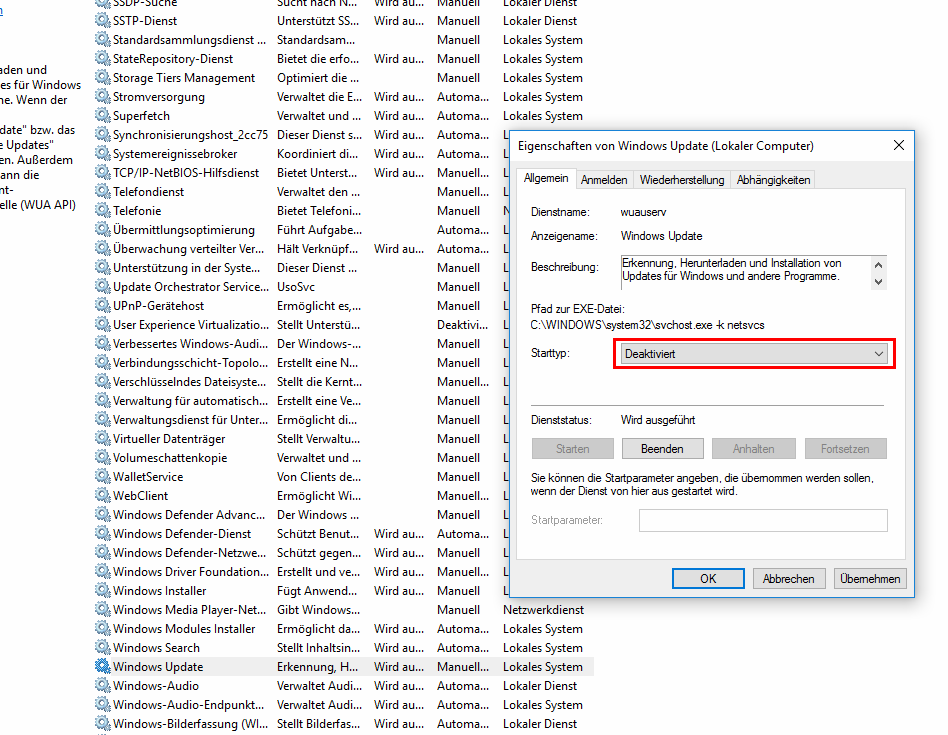 n
aden und
es für Windows
ne. Wenn der
date" bzw. das
e Updates"
en. Außerdem
ann die
nt-
elle (WUA API)
SSDP-Suche Sucht nach N... Wird au... Manuell Lokaler Dienst
SSTP-Dienst Unterstützt SS... Wird au... Manuell Lokaler Dienst
Standardsammlungsdienst ... Standardsam... Manuell Lokales System
StateRepository-Dienst Bietet die erfo... Wird au... Manuell Lokales System
Storage Tiers Management Optimiert die ... Manuell Lokales System
Stromversorgung Verwaltet die E... Wird au... Automa... Lokales System
Superfetch Verwaltet und ... Wird au... Automa... Lokales System
Synchronisierungshost_2cc75 Dieser Dienst s... Wird au... Automa... L
Systemereignissebroker Koordiniert di... Wird au... Automa... L
TCP/IP-NetBIOS-Hilfsdienst Bietet Unterst... Wird au... Manuell... L
Telefondienst Verwaltet den ... Manuell... L
Telefonie Bietet Telefoni... Manuell N
Übermittlungsoptimierung Führt Aufgabe... Automa... L
Überwachung verteilter Ver... Hält Verknüpf... Wird au... Automa... L
Unterstützung in der Syste... Dieser Dienst ... Manuell L
Update Orchestrator Service... UsoSvc Manuell L
UPnP-Gerätehost Ermöglicht es,... Manuell L
User Experience Virtualizatio... Stellt Unterstü... Deaktivi... L
Verbessertes Windows-Audi... Der Windows-... Manuell L
Verbindungsschicht-Topolo... Erstellt eine N... Manuell L
Verschlüsselndes Dateisyste... Stellt die Kernt... Manuell... L
Verwaltung für automatisch... Erstellt eine Ve... Manuell L
Verwaltungsdienst für Unter... Ermöglicht di... Manuell L
Virtueller Datenträger Stellt Verwaltu... Manuell L
Volumeschattenkopie Verwaltet und ... Manuell L
WalletService Von Clients de... Manuell L
WebClient Ermöglicht Wi... Manuell... L
Windows Defender Advanc... Der Windows ... Manuell L
Windows Defender-Dienst Schützt Benut... Wird au... Automa... L
Windows Defender-Netzwe... Schützt gegen... Wird au... Manuell L
Windows Driver Foundation... Erstellt und ve... Wird au... Manuell... L
Windows Installer Fügt Anwend... Wird au... Manuell L
Windows Media Player-Net... Gibt Windows... Manuell Netzwerkdienst
Windows Modules Installer Ermöglicht da... Wird au... Automa... Lokales System
Windows Search Stellt Inhaltsin... Wird au... Automa... Lokales System
Windows Update Erkennung, H... Wird au... Manuell... Lokales System
Windows-Audio Verwaltet Audi... Wird au... Automa... Lokaler Dienst
Windows-Audio-Endpunkt... Verwaltet Audi... Wird au... Automa... Lokales System
Windows-Bilderfassung (WI... Stellt Bilderfas... Wird au... Automa... Lokaler Dienst
Eigenschaften von Windows Update (Lokaler Computer)
Allgemein Anmelden Wiederherstellung Abhängigkeiten
Dienstname: wuauserv
Anzeigename: Windows Update
Beschreibung: Erkennung, Herunterladen und Installation von
Updates für Windows und andere Programme.
Pfad zur EXE-Datei:
C:\WINDOWS\system32\svchost.exe -k netsvcs
Starttyp: Deaktiviert
Dienststatus: Wird ausgeführt
Starten Beenden Anhalten Fortsetzen
Sie können die Startparameter angeben, die übernommen werden sollen,
wenn der Dienst von hier aus gestartet wird.
Startparameter:
OK Abbrechen Übernehmen